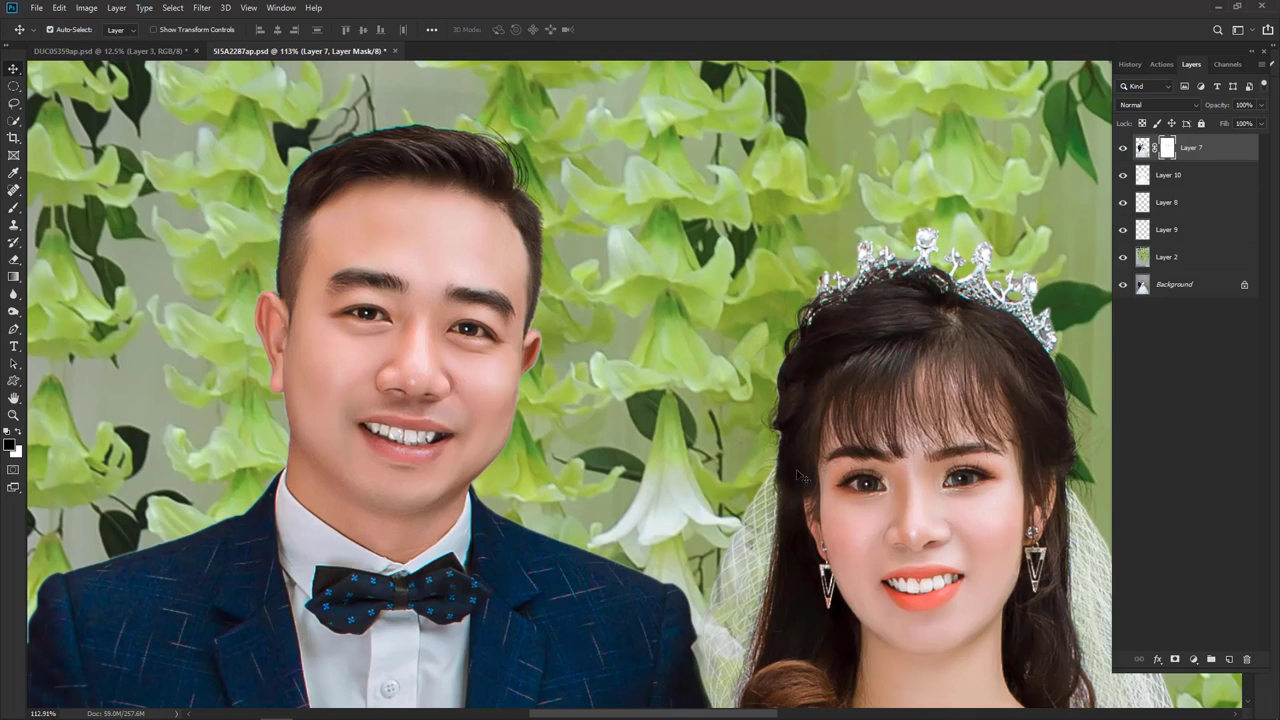 Ps File Edit Image Layer Type Select Filter 3D View Window Help
Auto-Select: Layer Show Transform Controls 3D Mode:
DUC05359ap.psd @ 12.5% (Layer 3, RGB/8) * × 5I5A2287ap.psd @ 113% (Layer 7, Layer Mask/8) * ×
History Actions Layers Channels
Kind
Normal Opacity: 100%
Lock: Fill: 100%
Layer 7
Layer 10
Layer 8
Layer 9
Layer 2
Background
fx
112.91% Doc: 59.0M/257.6M